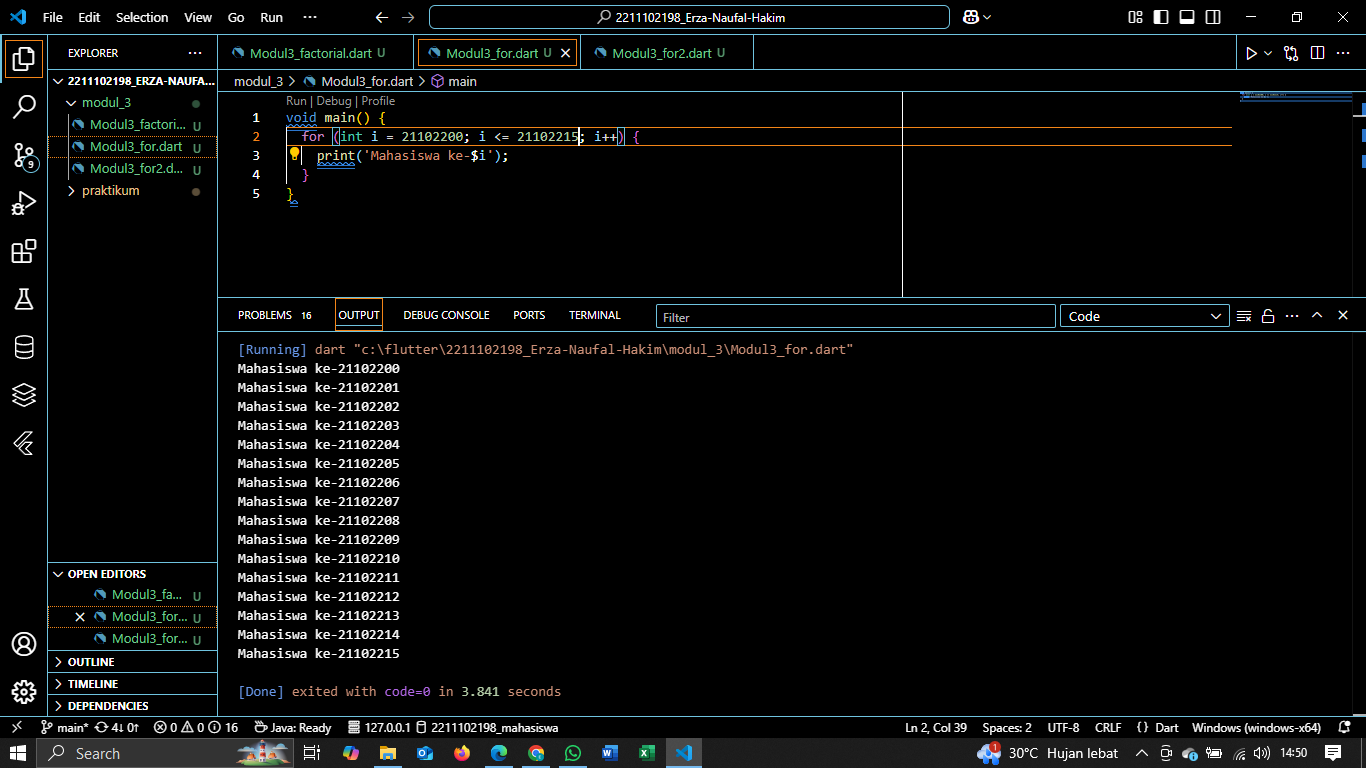 File Edit Selection View Go Run ··· 2211102198_Erza-Naufal-Hakim
EXPLORER ···
2211102198_ERZA-NAUFA...
modul_3
Modul3_factori... U
Modul3_for.dart U
Modul3_for2.d... U
praktikum
9
OPEN EDITORS
Modul3_fa... U
Modul3_for... U
Modul3_for... U
OUTLINE
TIMELINE
DEPENDENCIES
Modul3_factorial.dart U Modul3_for.dart U Modul3_for2.dart U
modul_3 > Modul3_for.dart > main
Run | Debug | Profile
1 void main() {
2 for (int i = 21102200; i <= 21102215; i++) {
3 print('Mahasiswa ke-$i');
4 }
5 }
PROBLEMS 16 OUTPUT DEBUG CONSOLE PORTS TERMINAL Filter Code
[Running] dart "c:\flutter\2211102198_Erza-Naufal-Hakim\modul_3\Modul3_for.dart"
Mahasiswa ke-21102200
Mahasiswa ke-21102201
Mahasiswa ke-21102202
Mahasiswa ke-21102203
Mahasiswa ke-21102204
Mahasiswa ke-21102205
Mahasiswa ke-21102206
Mahasiswa ke-21102207
Mahasiswa ke-21102208
Mahasiswa ke-21102209
Mahasiswa ke-21102210
Mahasiswa ke-21102211
Mahasiswa ke-21102212
Mahasiswa ke-21102213
Mahasiswa ke-21102214
Mahasiswa ke-21102215
[Done] exited with code=0 in 3.841 seconds
main* 4↓ 0↑ 0 0 16 Java: Ready 127.0.0.1 2211102198_mahasiswa Ln 2, Col 39 Spaces: 2 UTF-8 CRLF {} Dart Windows (windows-x64)
Search 1 30°C Hujan lebat 14:50